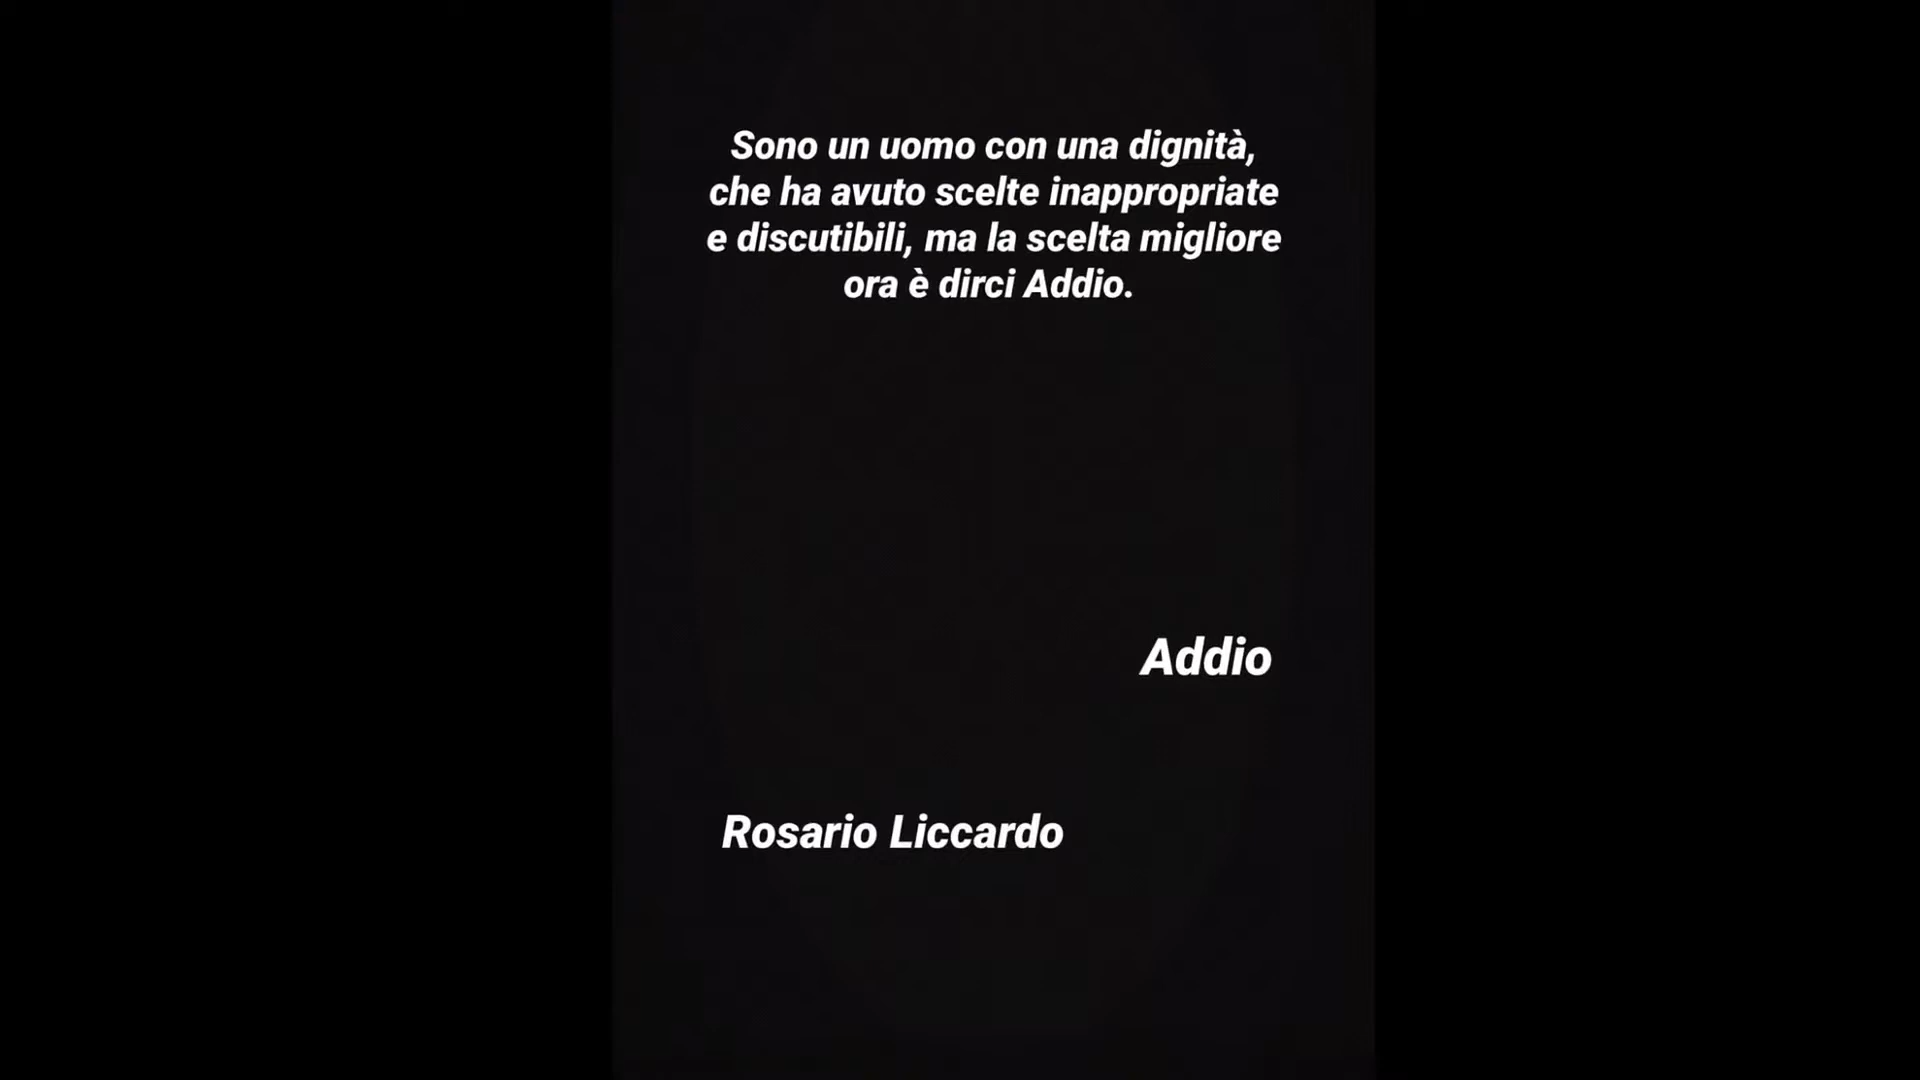 Sono un uomo con una dignità,
che ha avuto scelte inappropriate
e discutibili, ma la scelta migliore
ora è dirci Addio.
Addio
Rosario Liccardo